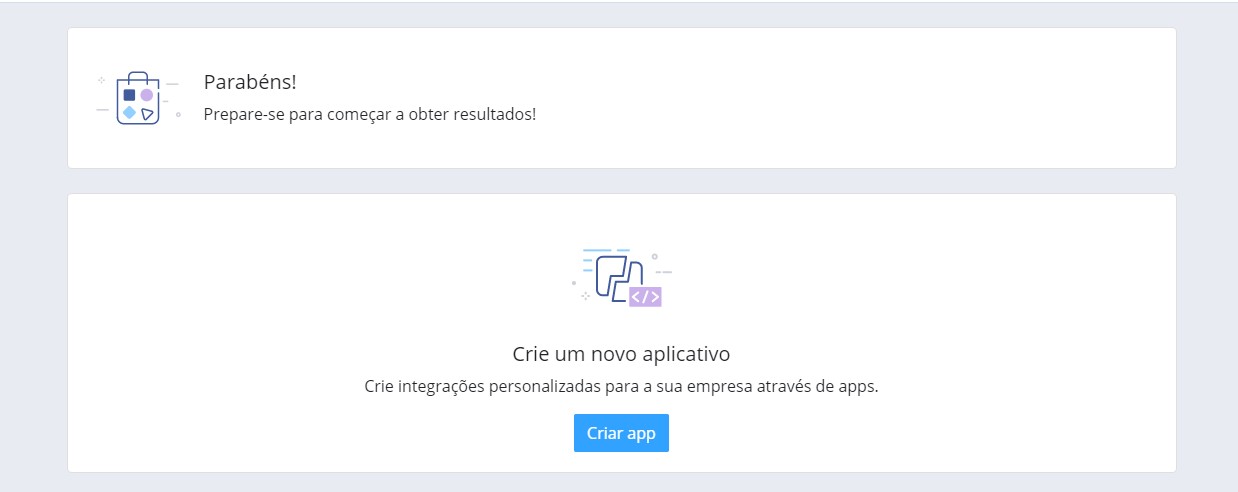 Parabéns!
Prepare-se para começar a obter resultados!
</>
Crie um novo aplicativo
Crie integrações personalizadas para a sua empresa através de apps.
Criar app